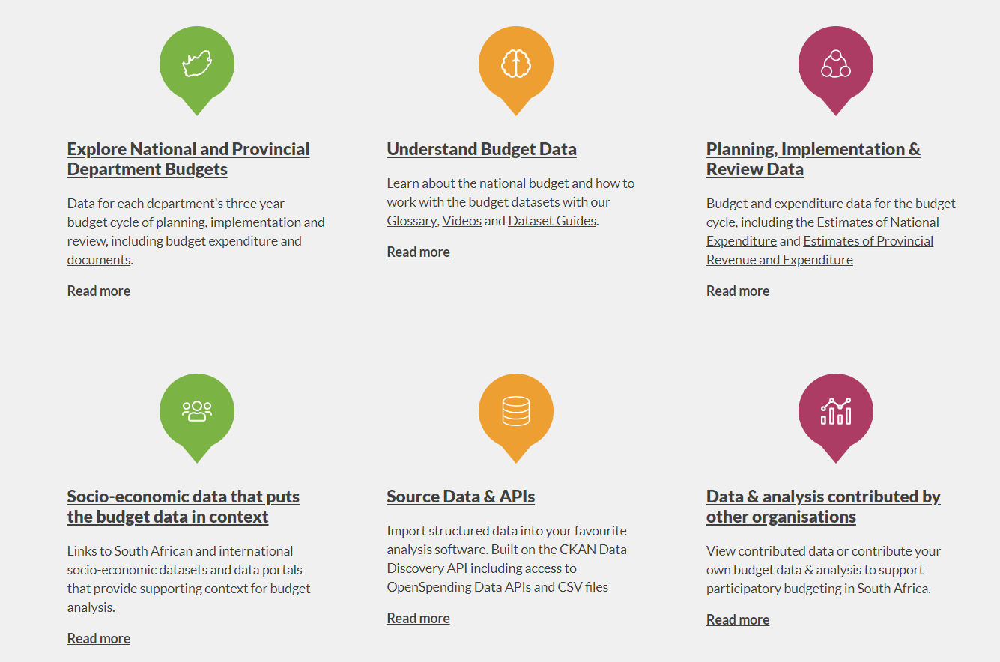 Explore National and Provincial
Department Budgets
Data for each department’s three year
budget cycle of planning, implementation and
review, including budget expenditure and
documents.
Read more
Understand Budget Data
Learn about the national budget and how to
work with the budget datasets with our
Glossary, Videos and Dataset Guides.
Read more
Planning, Implementation &
Review Data
Budget and expenditure data for the budget
cycle, including the Estimates of National
Expenditure and Estimates of Provincial
Revenue and Expenditure
Read more
Socio-economic data that puts
the budget data in context
Links to South African and international
socio-economic datasets and data portals
that provide supporting context for budget
analysis.
Read more
Source Data & APIs
Import structured data into your favourite
analysis software. Built on the CKAN Data
Discovery API including access to
OpenSpending Data APIs and CSV files
Read more
Data & analysis contributed by
other organisations
View contributed data or contribute your
own budget data & analysis to support
participatory budgeting in South Africa.
Read more